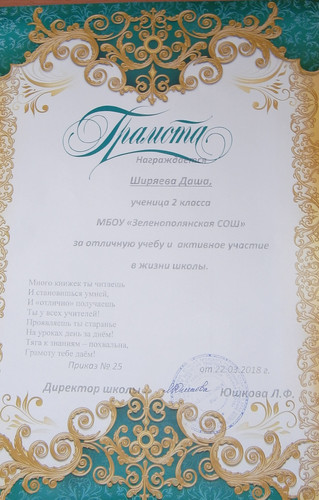 Грамота
Награждается
Ширяева Даша,
ученица 2 класса
МБОУ «Зеленополянская СОШ»
за отличную учебу и активное участие
в жизни школы.
Много книжек ты читаешь
И становишься умней,
И «отлично» получаешь
Ты у всех учителей!
Проявляешь ты старанье
На уроках день за днём!
Тяга к знаниям – похвальна,
Грамоту тебе даём!
Приказ № 25 от 22.03.2018 г.
Директор школы Юшкова Л.Ф.